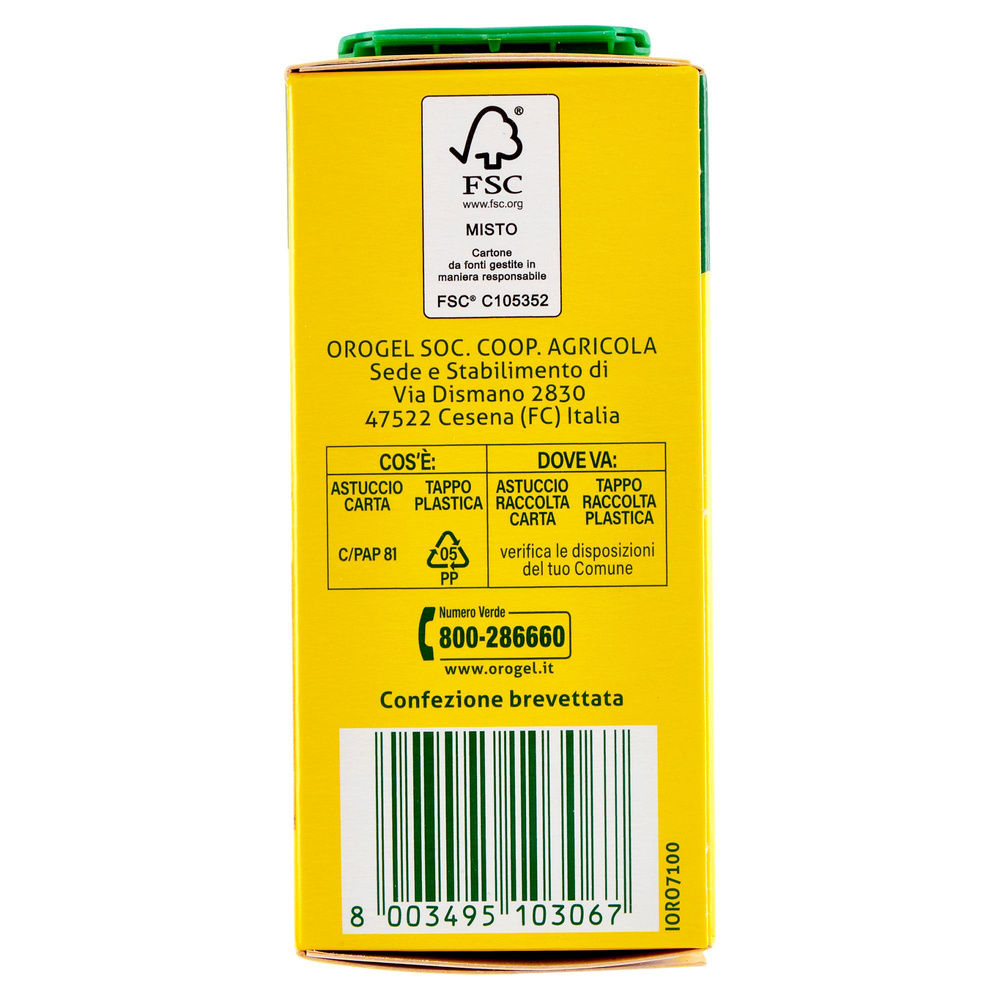 FSC®
www.fsc.org
MISTO
Cartone
da fonti gestite in
maniera responsabile
FSC® C105352
OROGEL SOC. COOP. AGRICOLA
Sede e Stabilimento di
Via Dismano 2830
47522 Cesena (FC) Italia
COS'È: DOVE VA:
ASTUCCIO TAPPO ASTUCCIO TAPPO
CARTA PLASTICA RACCOLTA RACCOLTA
CARTA PLASTICA
C/PAP 81 05 verifica le disposizioni
PP del tuo Comune
Numero Verde
800-286660
www.orogel.it
Confezione brevettata
8 003495 103067
IORO7100